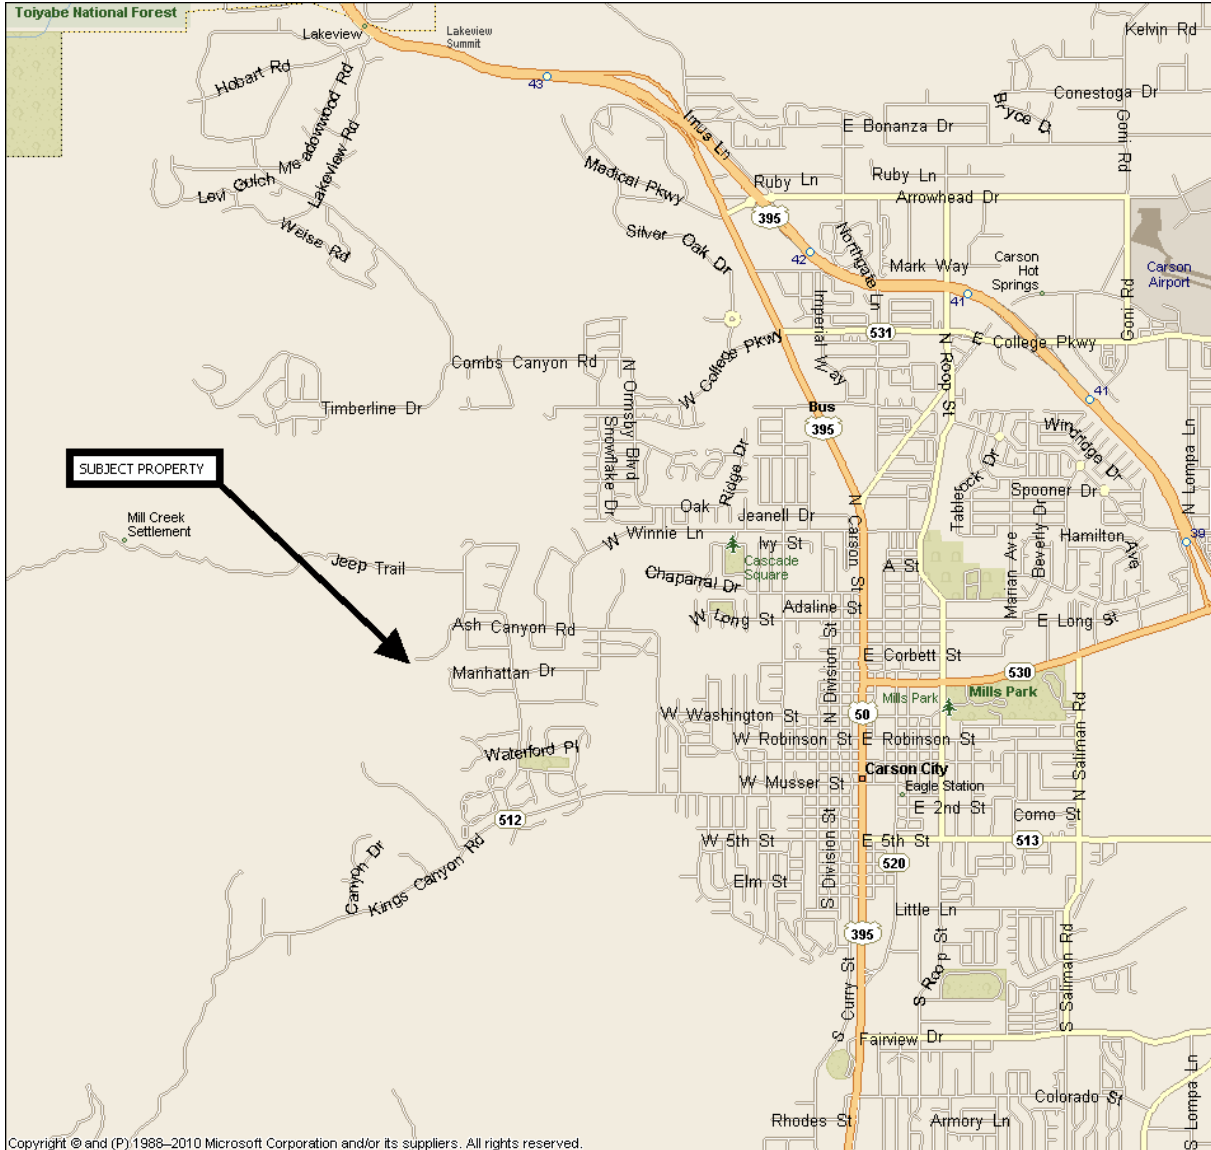 Toiyabe National Forest
Lakeview
Lakeview
Summit
Kelvin Rd
Hobart Rd
43
Conestoga Dr
Bryce D
Meadowwood Rd
Lakeview Rd
Imus Ln
E Bonanza Dr
Goni Rd
Levi Gulch
Medical Pkwy
Ruby Ln
Ruby Ln
Arrowhead Dr
395
Weise Rd
Silver Oak Dr
Northgate Ln
42
Mark Way
Carson
Hot
Springs
Carson
Airport
41
Imperial Way
Goni Rd
531
E College Pkwy
W College Pkwy
N Roop St
Combs Canyon Rd
N Ormsby Blvd
41
Timberline Dr
Bus
395
Snowflake Dr
Windridge Dr
N Lompa Ln
Ridge Dr
SUBJECT PROPERTY
Table
ock Dr
Spooner Dr
Oak
Jeanell Dr
N Carson St
Mill Creek
Settlement
W Winnie Ln
Ivy St
Hamilton
Ave
39
Beverly Dr
Marian Ave
Cascade
Square
Jeep Trail
A St
Chaparral Dr
Adaline St
W Long St
E Long St
Ash Canyon Rd
N Division St
E Corbett St
Manhattan Dr
530
Mills Park
Mills Park
W Washington St
50
W Robinson St
E Robinson St
N Saliman Rd
Waterford Pl
Carson City
W Musser St
Eagle Station
E 2nd St
Como St
512
W 5th St
E 5th St
513
S Division St
520
Canyon Dr
Kings Canyon Rd
Elm St
Little Ln
395
S Roop St
S Saliman Rd
S Curry St
Fairview Dr
S Lompa Ln
Colorado St
Rhodes St
Armory Ln
Copyright © and (P) 1988–2010 Microsoft Corporation and/or its suppliers. All rights reserved.